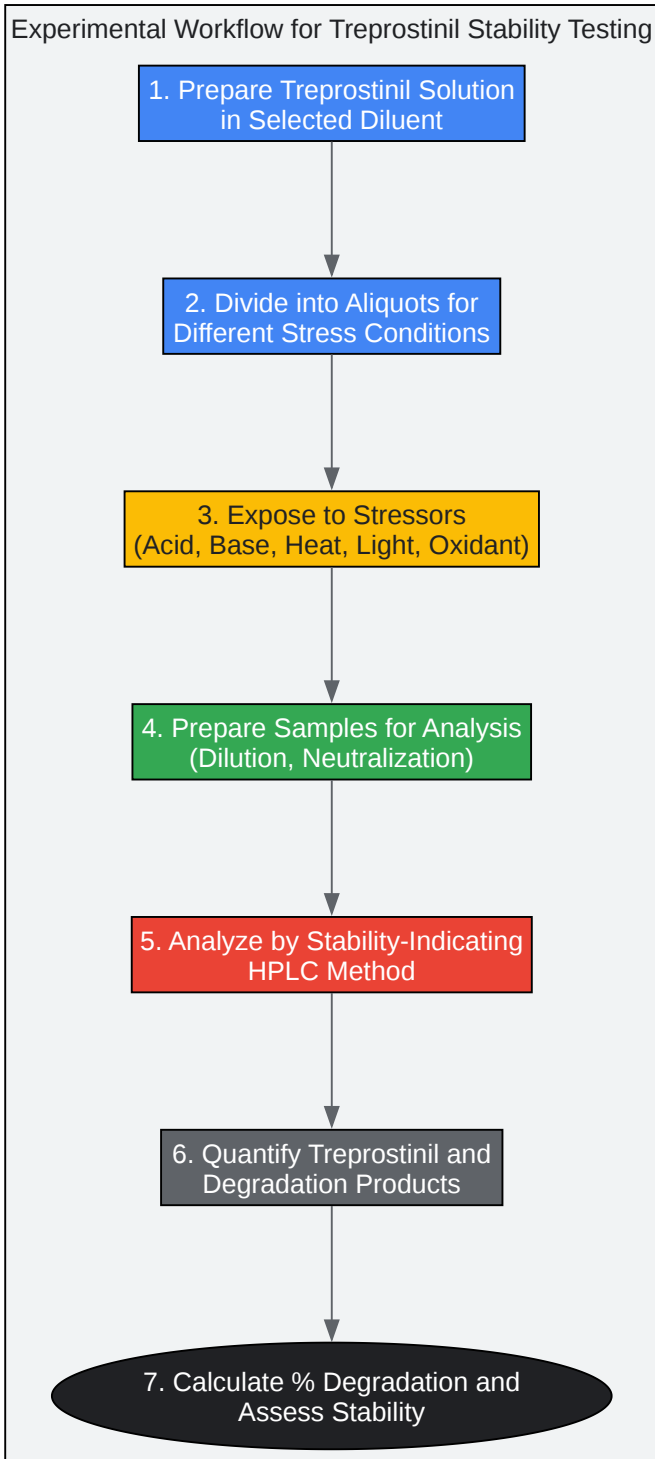 Experimental Workflow for Treprostinil Stability Testing
1. Prepare Treprostinil Solution
in Selected Diluent
2. Divide into Aliquots for
Different Stress Conditions
3. Expose to Stressors
(Acid, Base, Heat, Light, Oxidant)
4. Prepare Samples for Analysis
(Dilution, Neutralization)
5. Analyze by Stability-Indicating
HPLC Method
6. Quantify Treprostinil and
Degradation Products
7. Calculate % Degradation and
Assess Stability